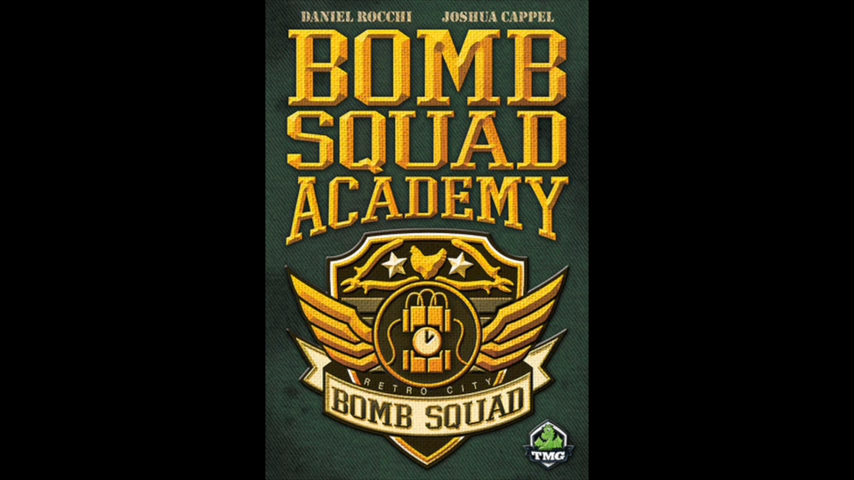 DANIEL ROCCHI JOSHUA CAPPEL
BOMB
SQUAD
ACADEMY
RETRO CITY
BOMB SQUAD
TMG